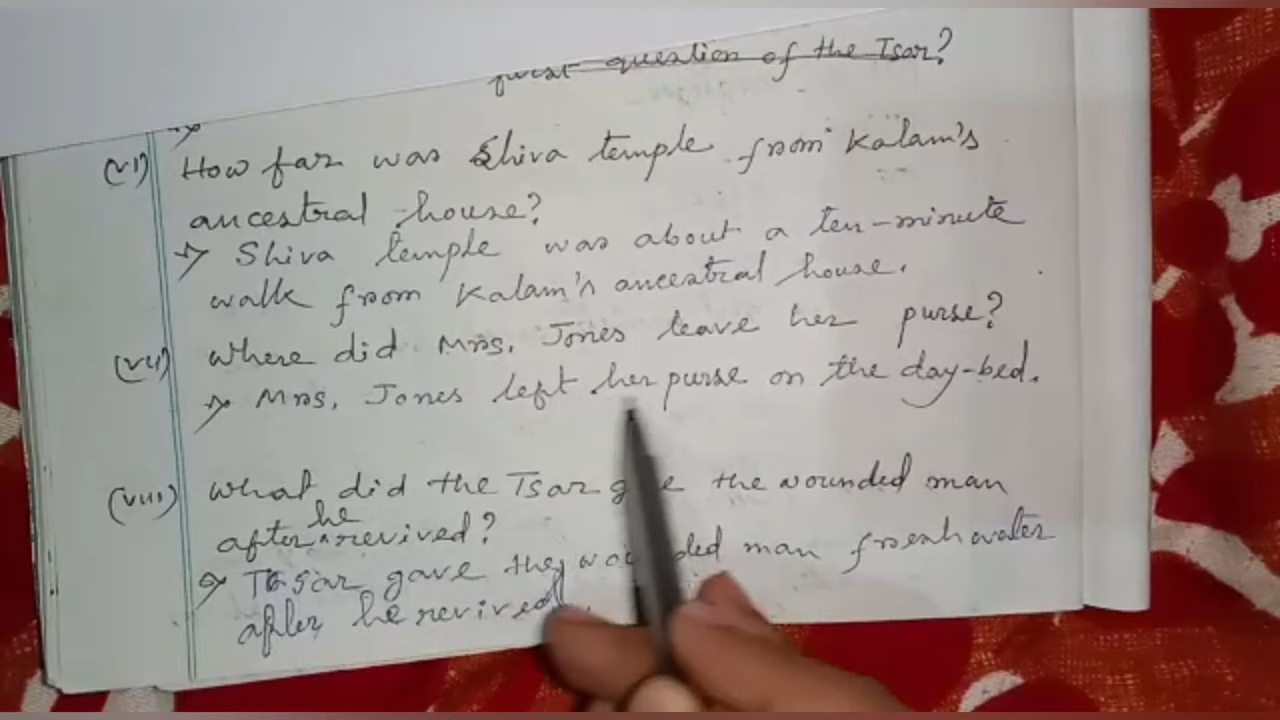 question of the Tsar?
(VI) How far was Shiva temple from Kalam's
ancestral house?
Shiva temple was about a ten-minute
walk from Kalam's ancestral house.
(VII) Where did Mrs. Jones leave her purse?
Mrs. Jones left her purse on the day-bed.
(VIII) What did the Tsar the wounded man
after he revived?
Tsar gave the man fresh water
after he revived.